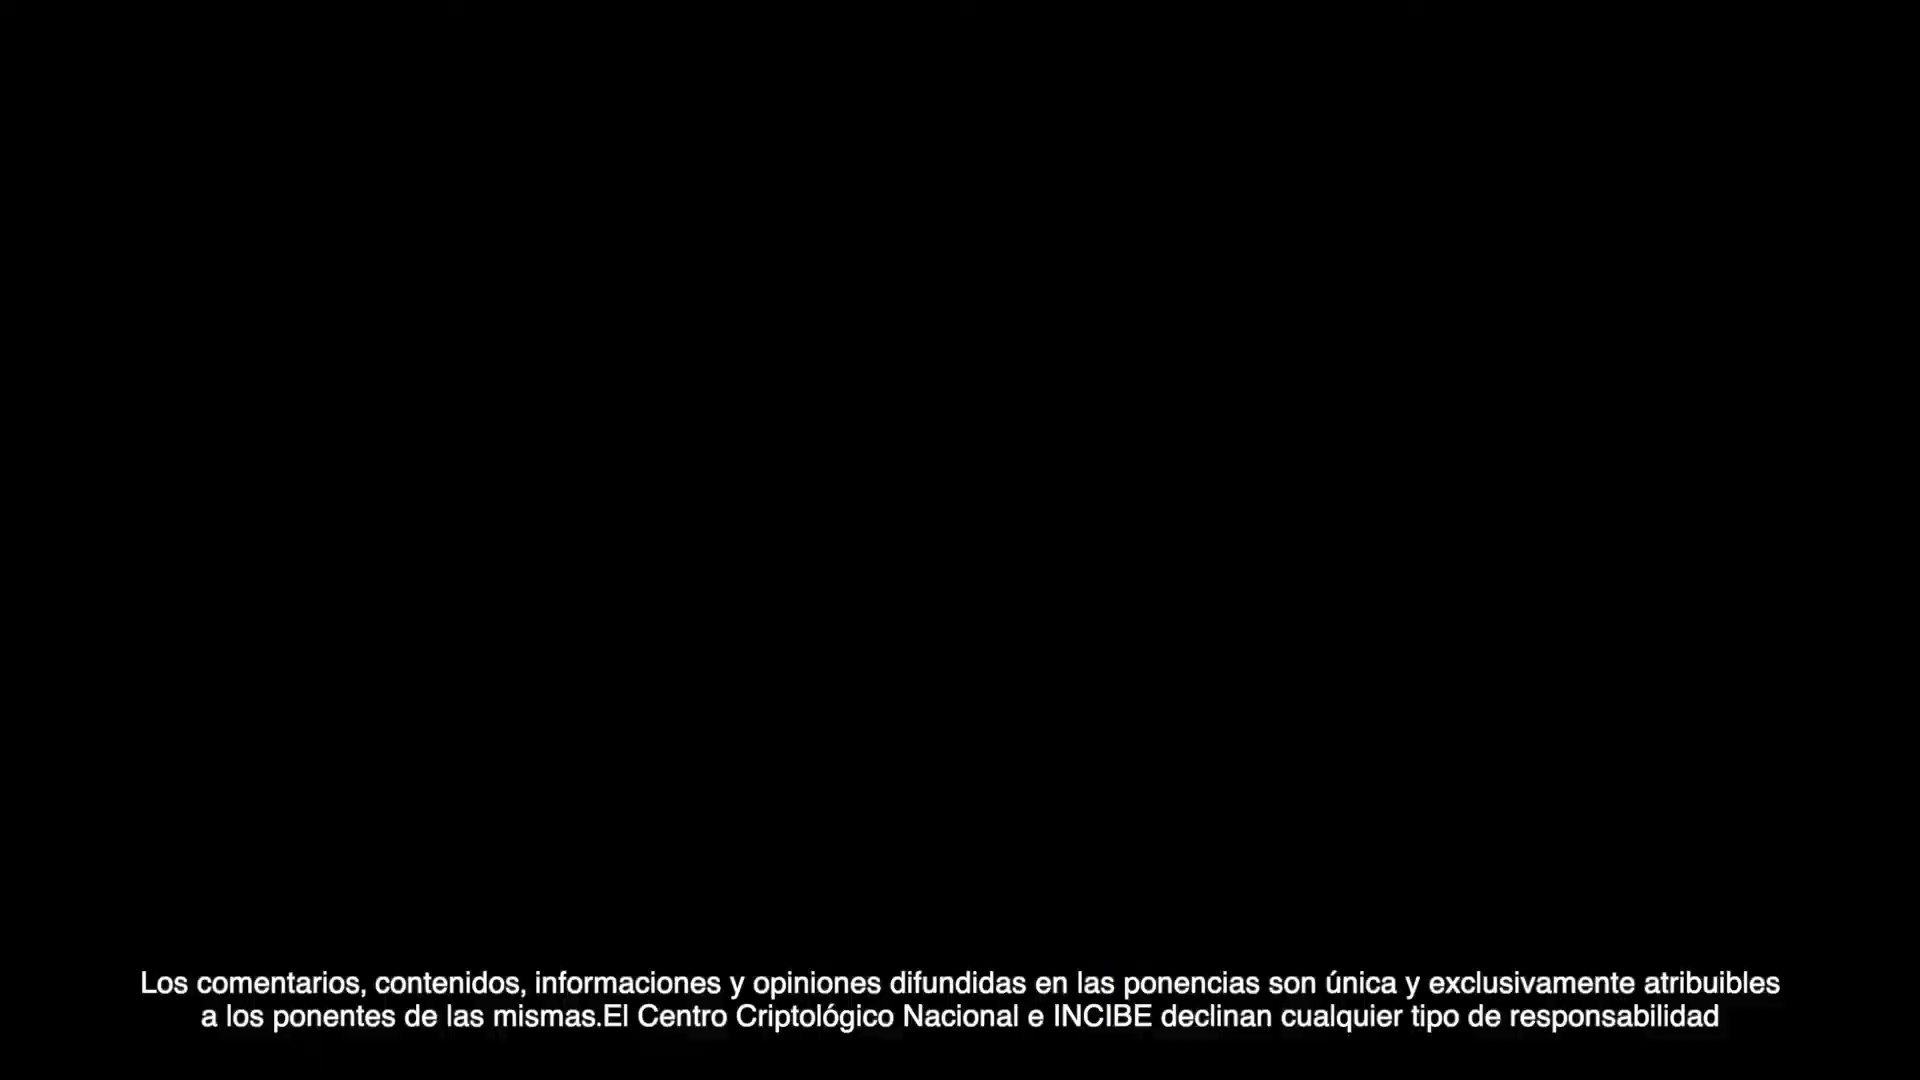 Los comentarios, contenidos, informaciones y opiniones difundidas en las ponencias son única y exclusivamente atribuibles
a los ponentes de las mismas.El Centro Criptológico Nacional e INCIBE declinan cualquier tipo de responsabilidad